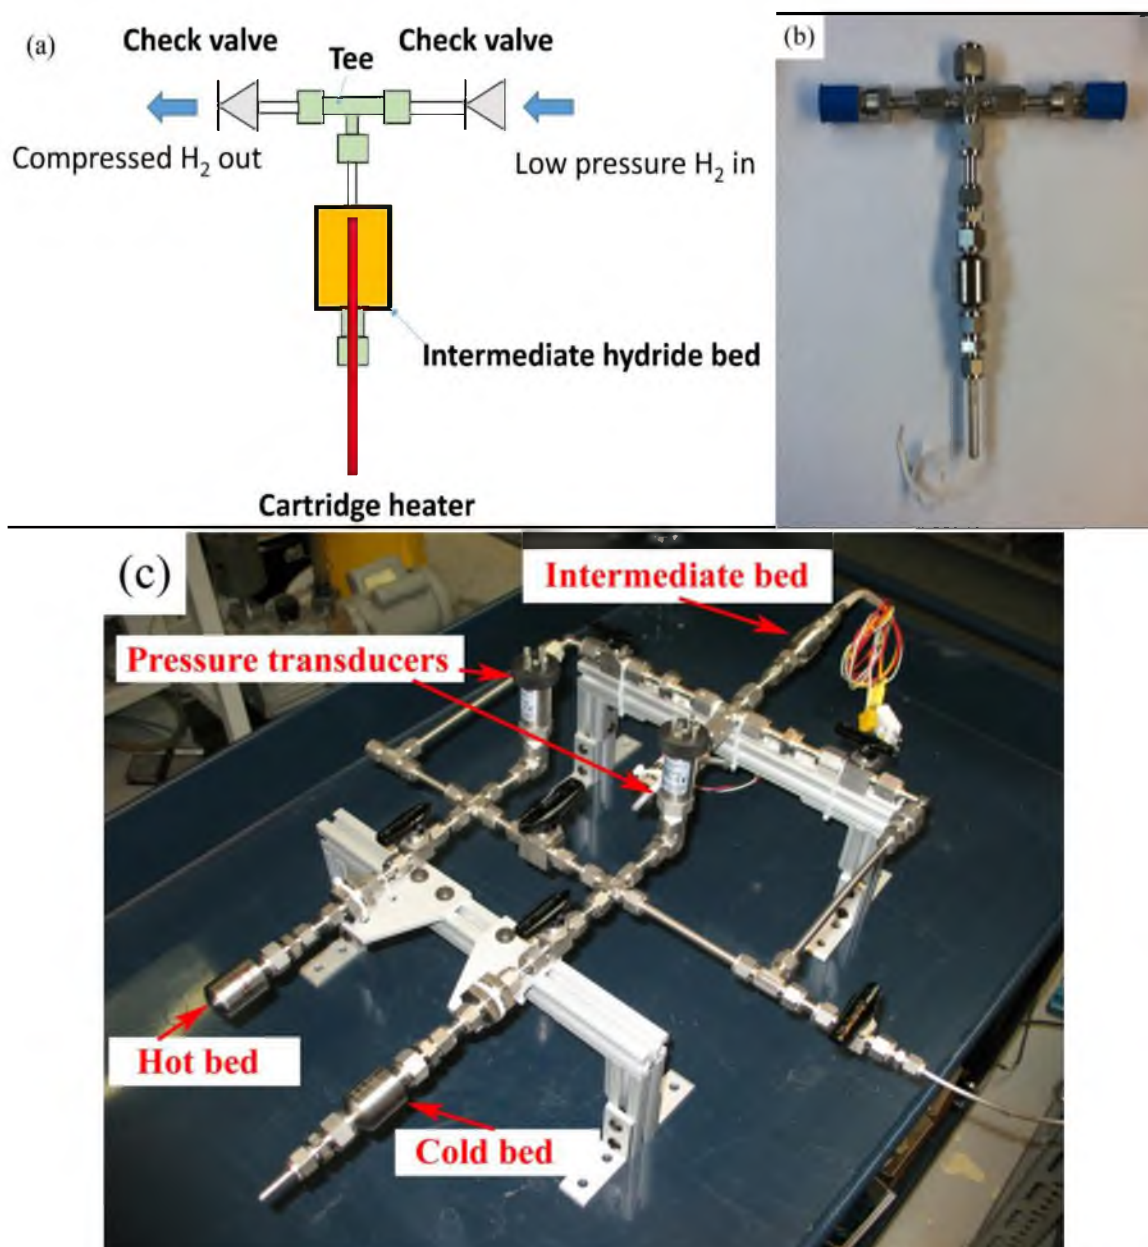 (a)
Check valve
Check valve
Tee
Compressed H₂ out
Low pressure H₂ in
Intermediate hydride bed
Cartridge heater
(b)
(c)
Intermediate bed
Pressure transducers
Hot bed
Cold bed